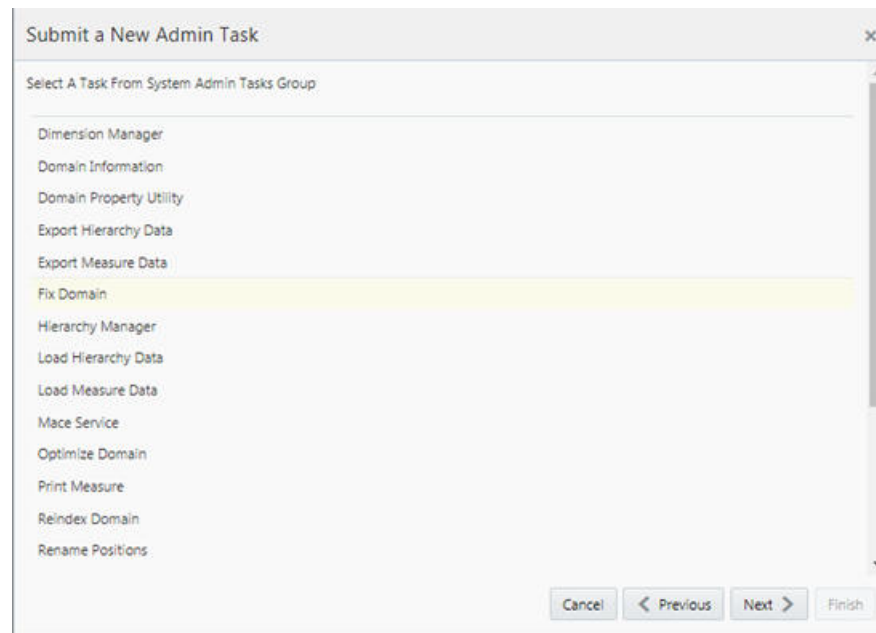 Submit a New Admin Task
Select A Task From System Admin Tasks Group
Dimension Manager
Domain Information
Domain Property Utility
Export Hierarchy Data
Export Measure Data
Fix Domain
Hierarchy Manager
Load Hierarchy Data
Load Measure Data
Mace Service
Optimize Domain
Print Measure
Reindex Domain
Rename Positions
Cancel Previous Next Finish